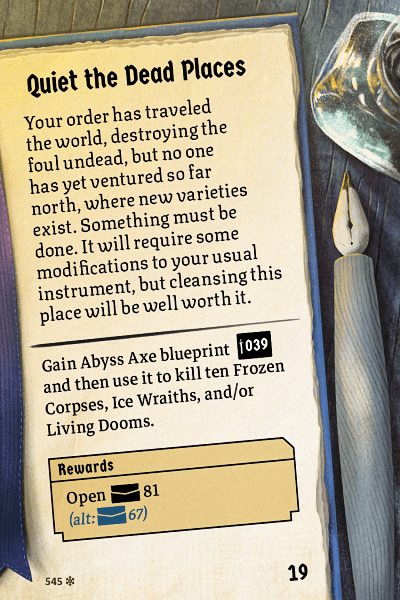 Quiet the Dead Places
Your order has traveled
the world, destroying the
foul undead, but no one
has yet ventured so far
north, where new varieties
exist. Something must be
done. It will require some
modifications to your usual
instrument, but cleansing this
place will be well worth it.
Gain Abyss Axe blueprint 039
and then use it to kill ten Frozen
Corpses, Ice Wraiths, and/or
Living Dooms.
Rewards
Open 81
(alt: 67)
545
19